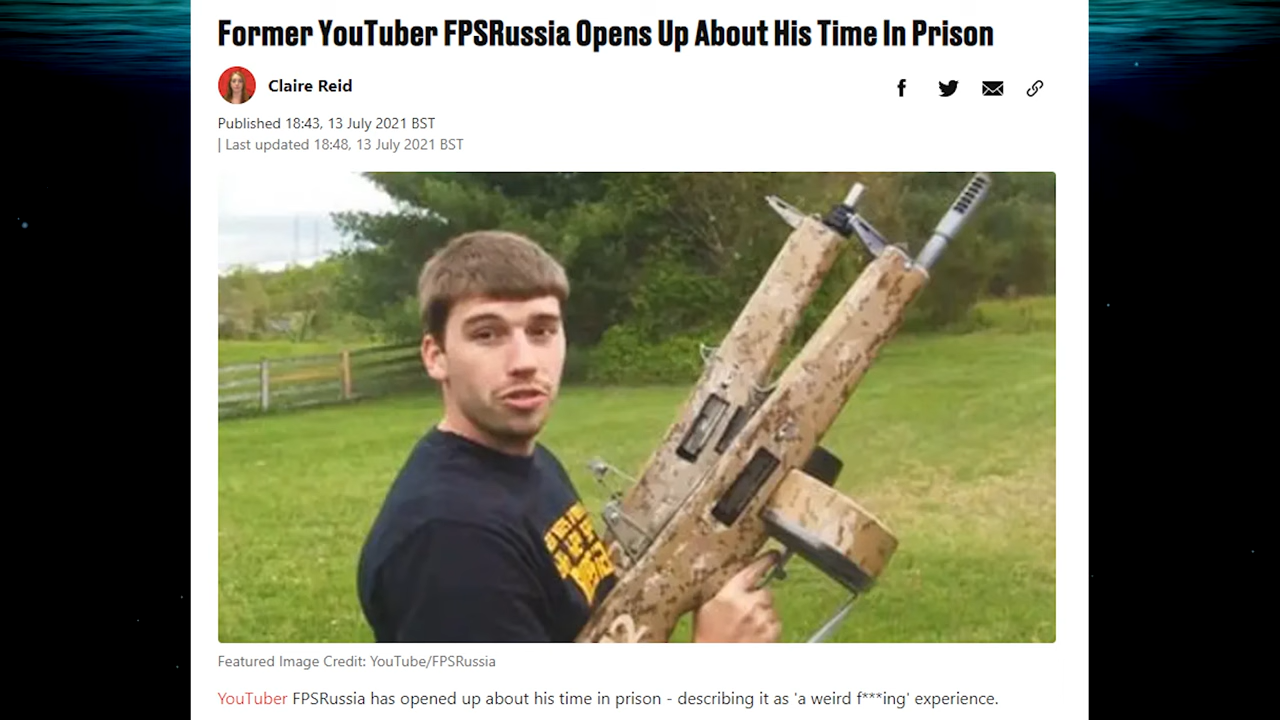 Former YouTuber FPSRussia Opens Up About His Time In Prison
Claire Reid
Published 18:43, 13 July 2021 BST
| Last updated 18:48, 13 July 2021 BST
12
Featured Image Credit: YouTube/FPSRussia
YouTuber FPSRussia has opened up about his time in prison - describing it as 'a weird f***ing' experience.